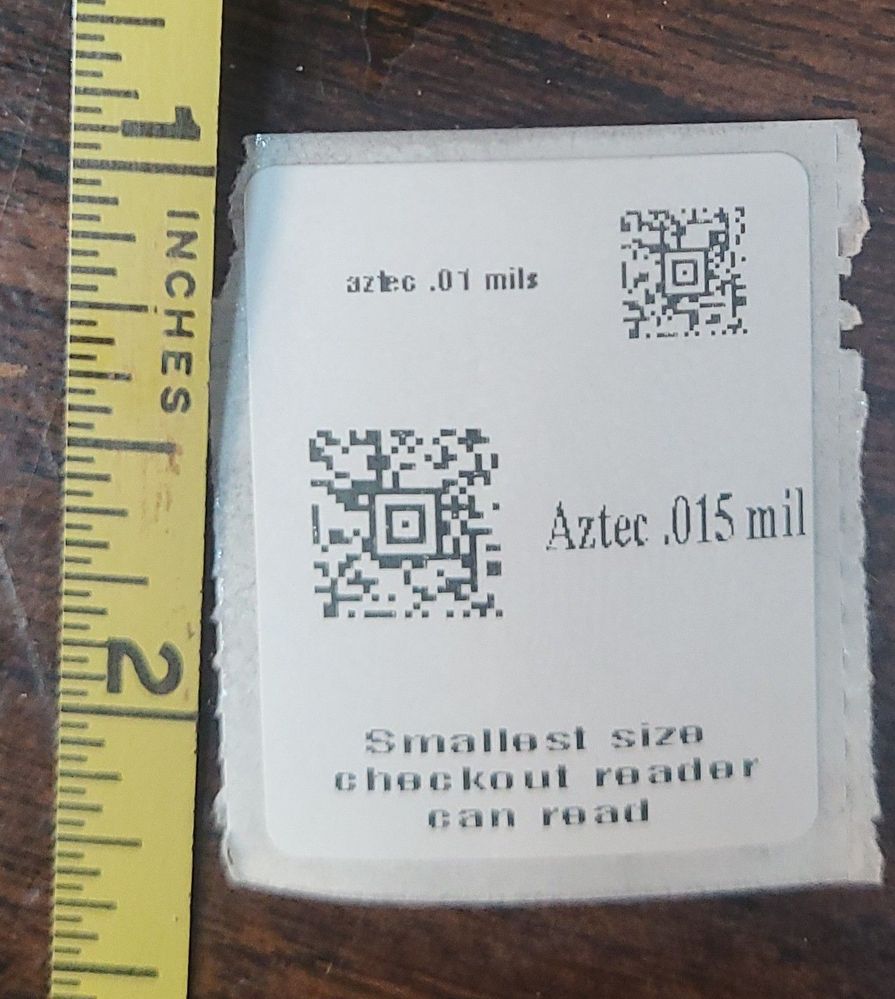 1
INCHES
2
aztec .01 mils
Aztec .015 mil
Smallest size
checkout reader
can read